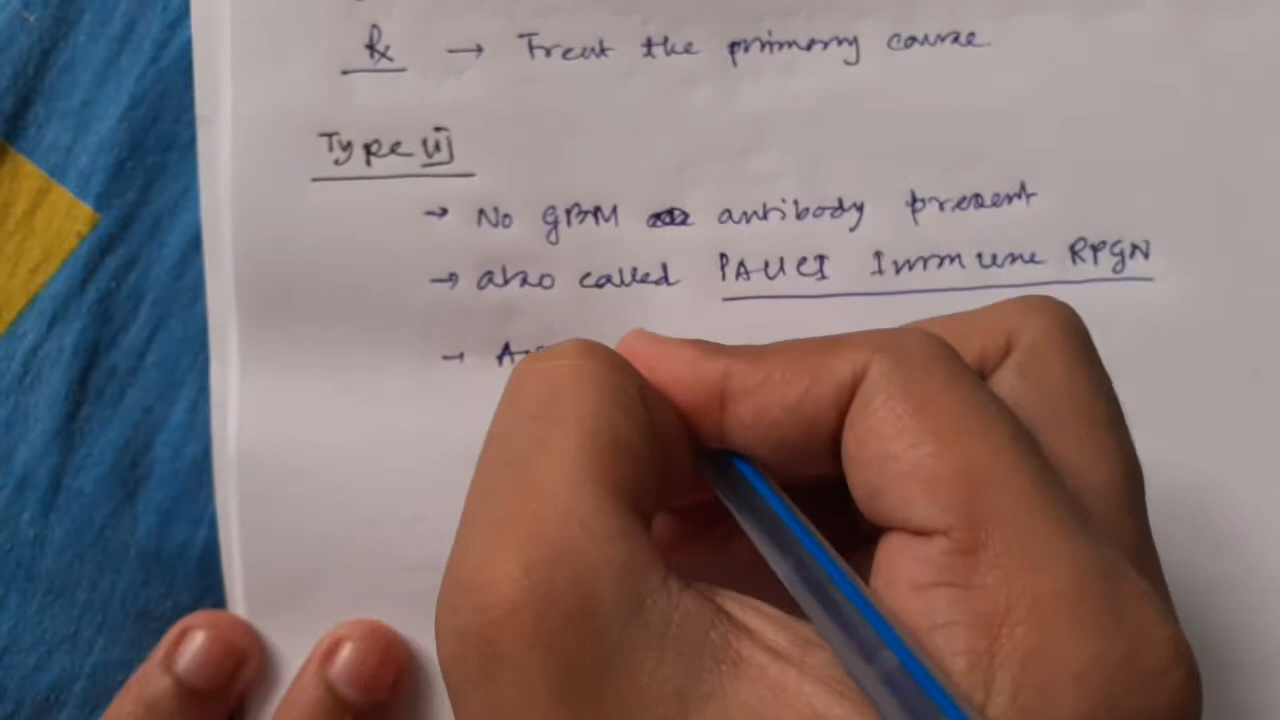 Rx → Treat the primary cause
Type iii
→ No GBM antibody present
→ also called PAUCI Immune RPGN
→